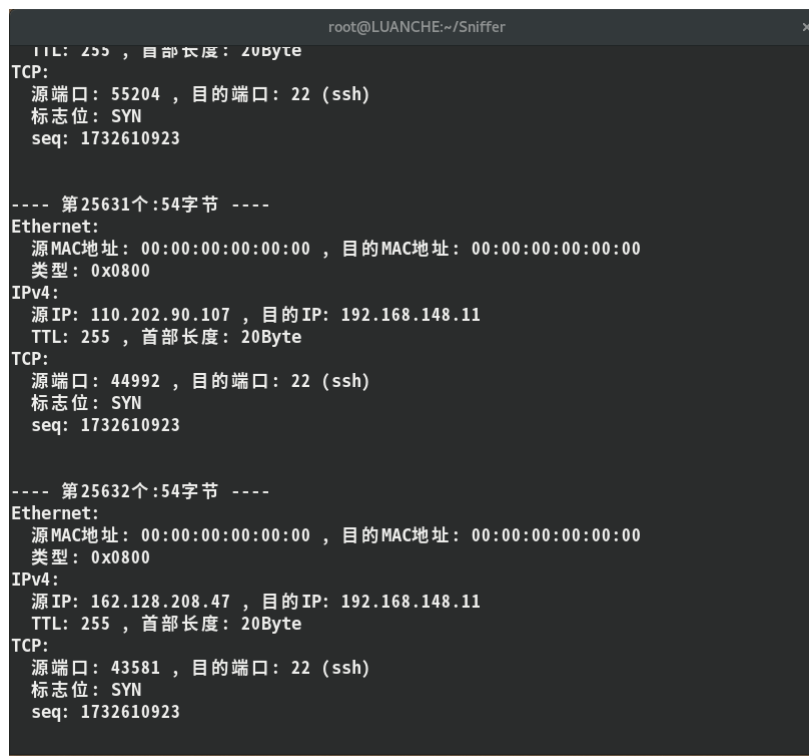 root@LUANCHE:~/Sniffer
TTL: 255 , 首部长度: 20Byte
TCP:
源端口: 55204 , 目的端口: 22 (ssh)
标志位: SYN
seq: 1732610923
---- 第25631个:54字节 ----
Ethernet:
源MAC地址: 00:00:00:00:00:00 , 目的MAC地址: 00:00:00:00:00:00
类型: 0x0800
IPv4:
源IP: 110.202.90.107 , 目的IP: 192.168.148.11
TTL: 255 , 首部长度: 20Byte
TCP:
源端口: 44992 , 目的端口: 22 (ssh)
标志位: SYN
seq: 1732610923
---- 第25632个:54字节 ----
Ethernet:
源MAC地址: 00:00:00:00:00:00 , 目的MAC地址: 00:00:00:00:00:00
类型: 0x0800
IPv4:
源IP: 162.128.208.47 , 目的IP: 192.168.148.11
TTL: 255 , 首部长度: 20Byte
TCP:
源端口: 43581 , 目的端口: 22 (ssh)
标志位: SYN
seq: 1732610923